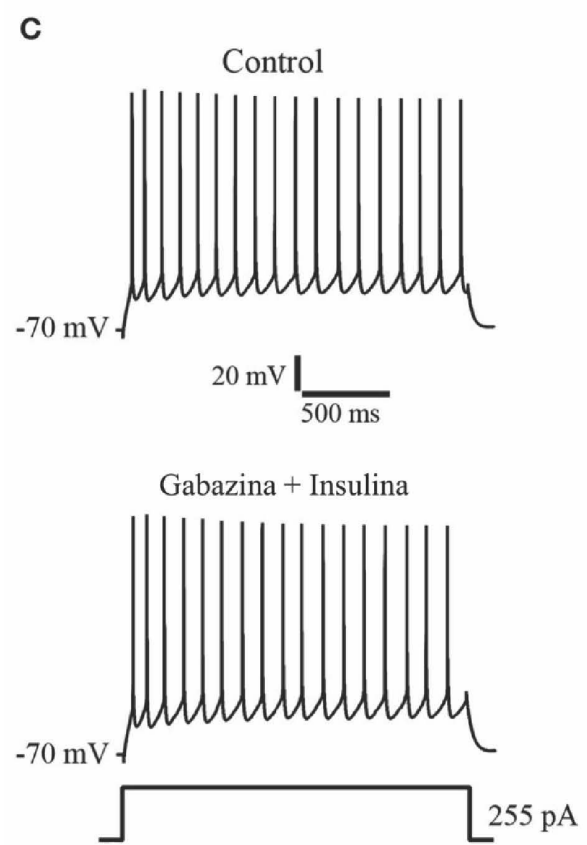 C
Control
-70 mV
20 mV
500 ms
Gabazina + Insulina
-70 mV
255 pA